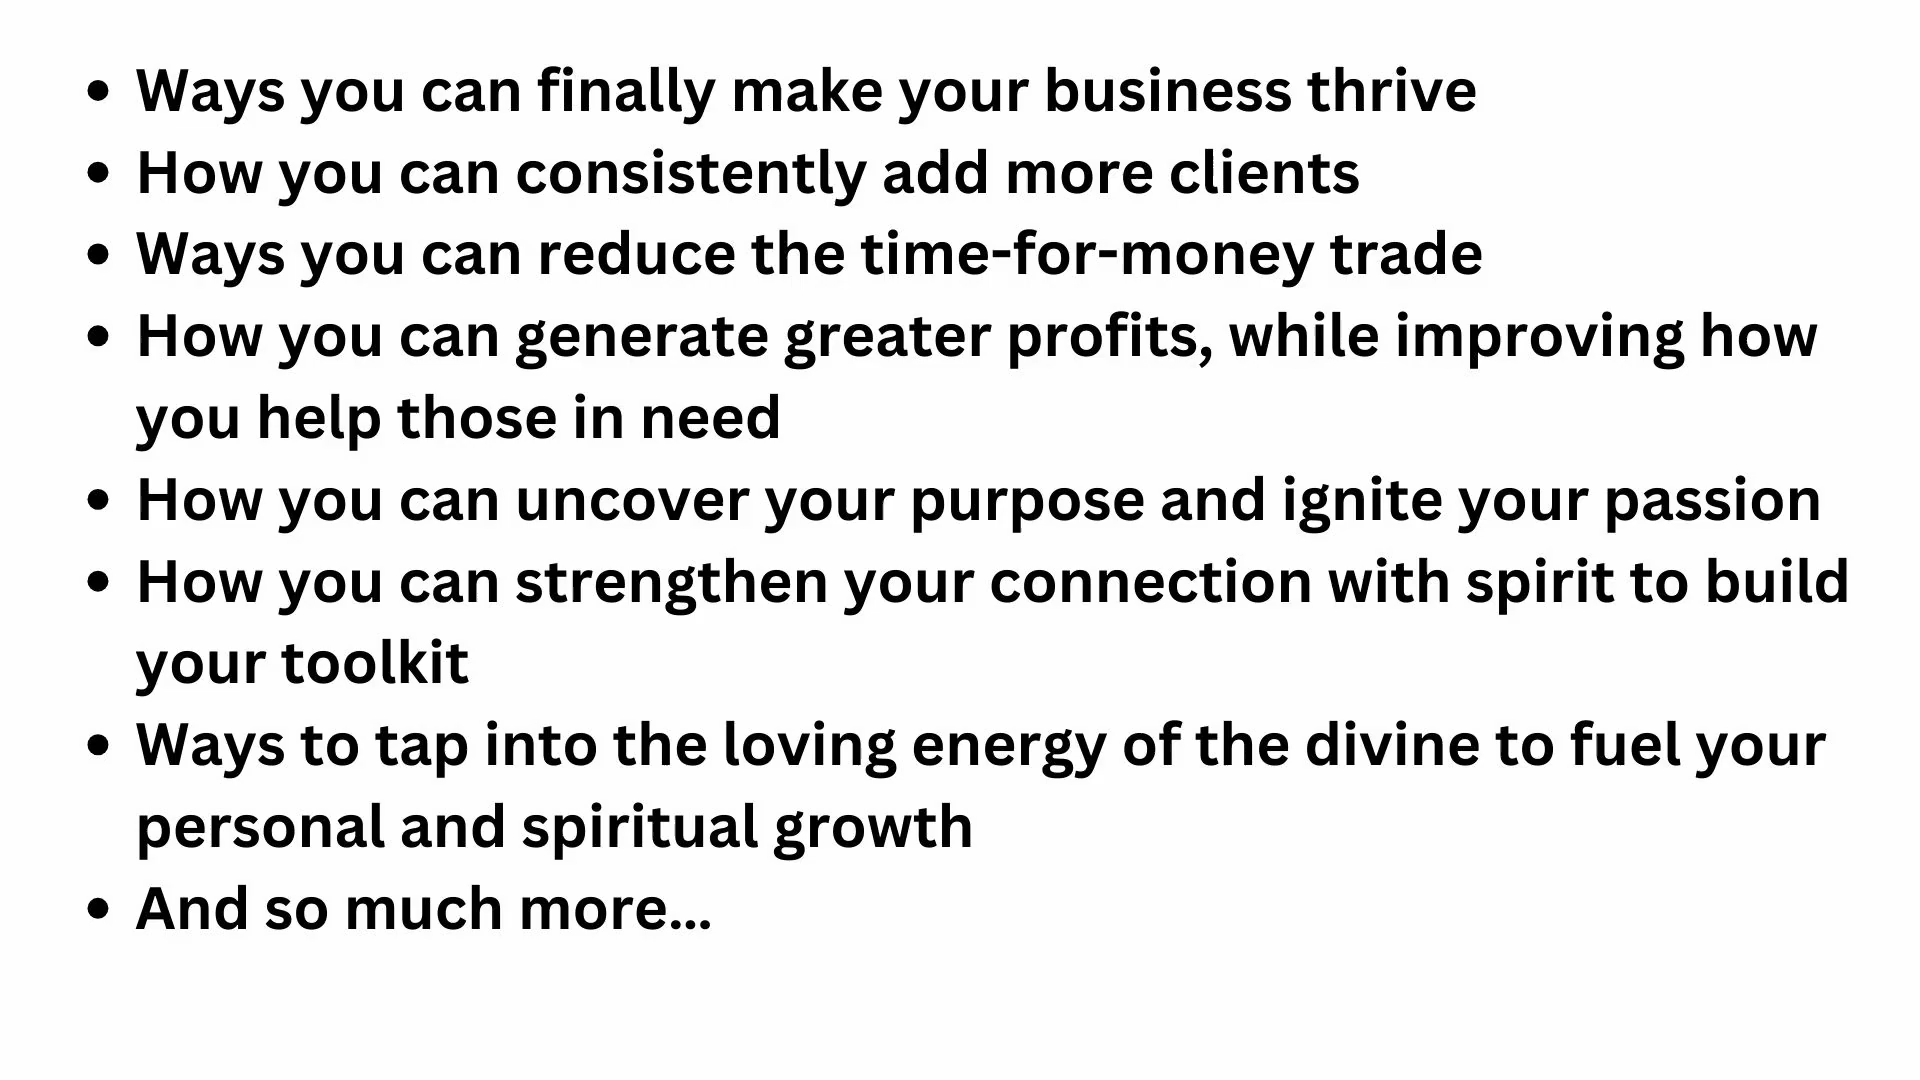 • Ways you can finally make your business thrive
• How you can consistently add more clients
• Ways you can reduce the time-for-money trade
• How you can generate greater profits, while improving how
you help those in need
• How you can uncover your purpose and ignite your passion
• How you can strengthen your connection with spirit to build
your toolkit
• Ways to tap into the loving energy of the divine to fuel your
personal and spiritual growth
• And so much more...